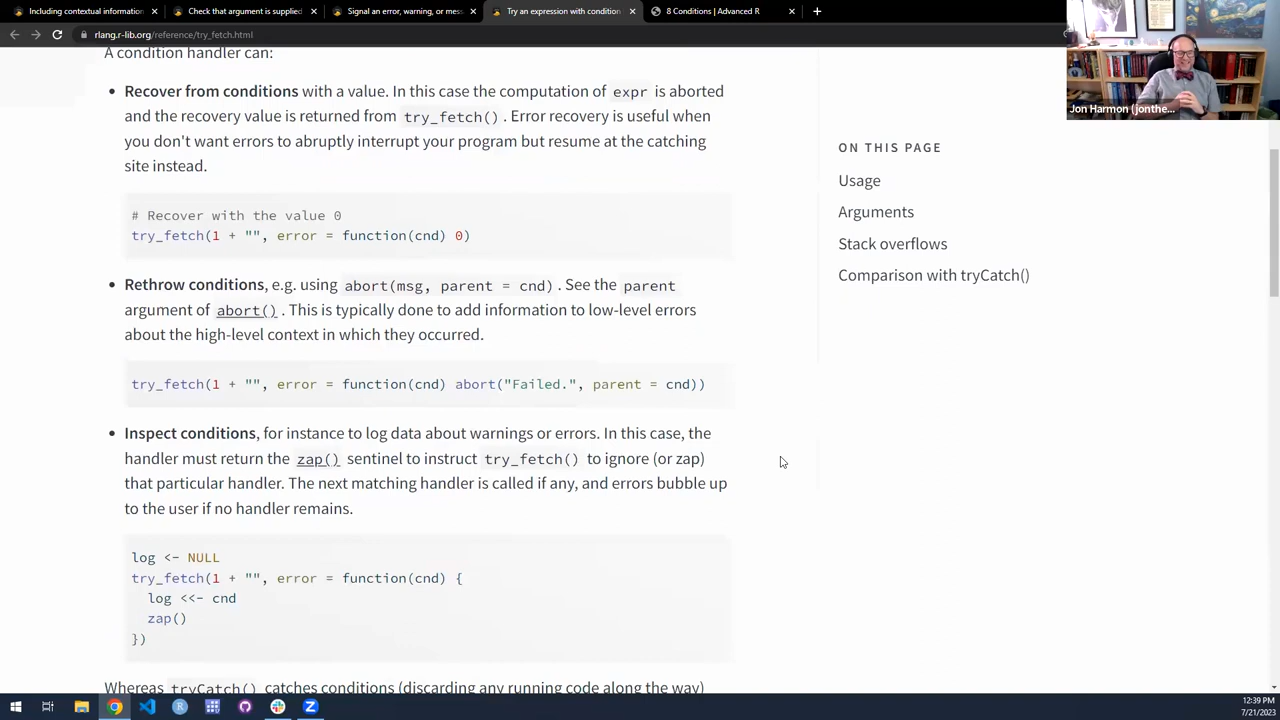 Including contextual information
Check that argument is supplied
Signal an error, warning, or mess
Try an expression with condition
8 Conditions | Advanced R
rlang.r-lib.org/reference/try_fetch.html
Jon Harmon (jonthe...
A condition handler can:
Recover from conditions with a value. In this case the computation of expr is aborted
and the recovery value is returned from try_fetch(). Error recovery is useful when
you don't want errors to abruptly interrupt your program but resume at the catching
site instead.
# Recover with the value 0
try_fetch(1 + "", error = function(cnd) 0)
Rethrow conditions, e.g. using abort(msg, parent = cnd). See the parent
argument of abort(). This is typically done to add information to low-level errors
about the high-level context in which they occurred.
try_fetch(1 + "", error = function(cnd) abort("Failed.", parent = cnd))
Inspect conditions, for instance to log data about warnings or errors. In this case, the
handler must return the zap() sentinel to instruct try_fetch() to ignore (or zap)
that particular handler. The next matching handler is called if any, and errors bubble up
to the user if no handler remains.
log <- NULL
try_fetch(1 + "", error = function(cnd) {
log <<- cnd
zap()
})
Whereas tryCatch() catches conditions (discarding any running code along the way)
ON THIS PAGE
Usage
Arguments
Stack overflows
Comparison with tryCatch()
12:39 PM
7/21/2023